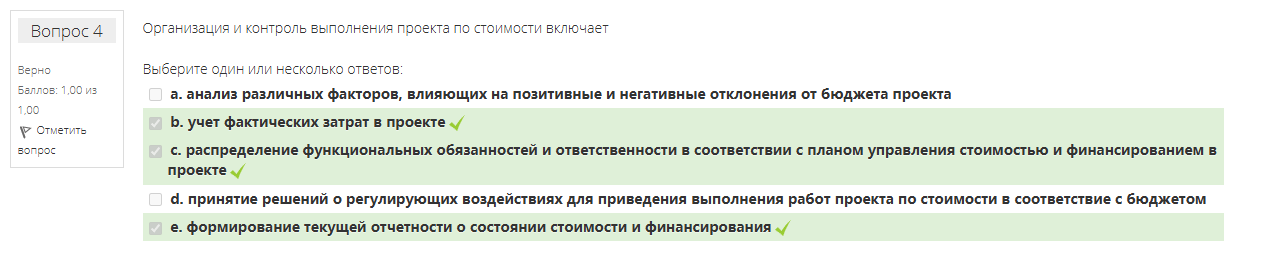 Вопрос 4
Верно
Баллов: 1,00 из
1,00
Отметить
вопрос
Организация и контроль выполнения проекта по стоимости включает
Выберите один или несколько ответов:
a. анализ различных факторов, влияющих на позитивные и негативные отклонения от бюджета проекта
b. учет фактических затрат в проекте
c. распределение функциональных обязанностей и ответственности в соответствии с планом управления стоимостью и финансированием в
проекте
d. принятие решений о регулирующих воздействиях для приведения выполнения работ проекта по стоимости в соответствие с бюджетом
e. формирование текущей отчетности о состоянии стоимости и финансирования